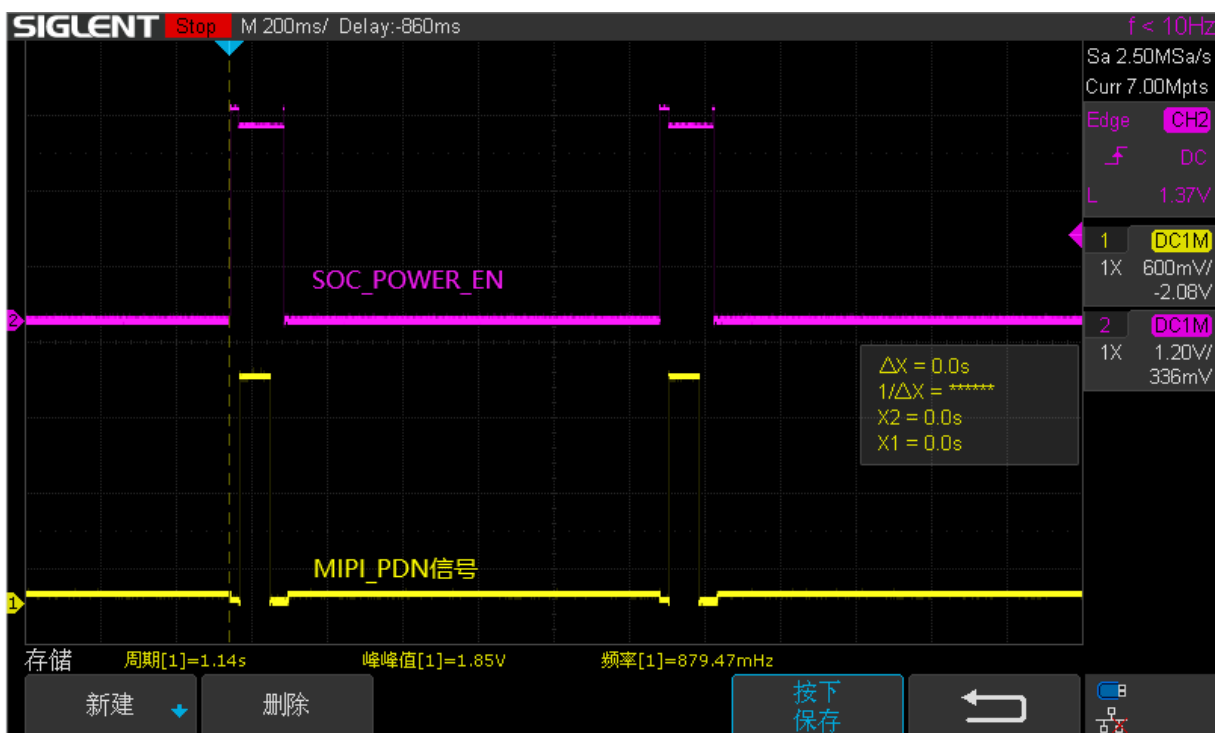 SIGLENT Stop M 200ms/ Delay:-860ms f < 10Hz
Sa 2.50MSa/s
Curr 7.00Mpts
Edge CH2
DC
L 1.37V
1 DC1M
1X 600mV/
-2.08V
2 DC1M
1X 1.20V/
336mV
SOC_POWER_EN
2
ΔX = 0.0s
1/ΔX = ******
X2 = 0.0s
X1 = 0.0s
MIPI_PDN信号
1
存储 周期[1]=1.14s 峰峰值[1]=1.85V 频率[1]=879.47mHz
新建 删除 按下
保存
B